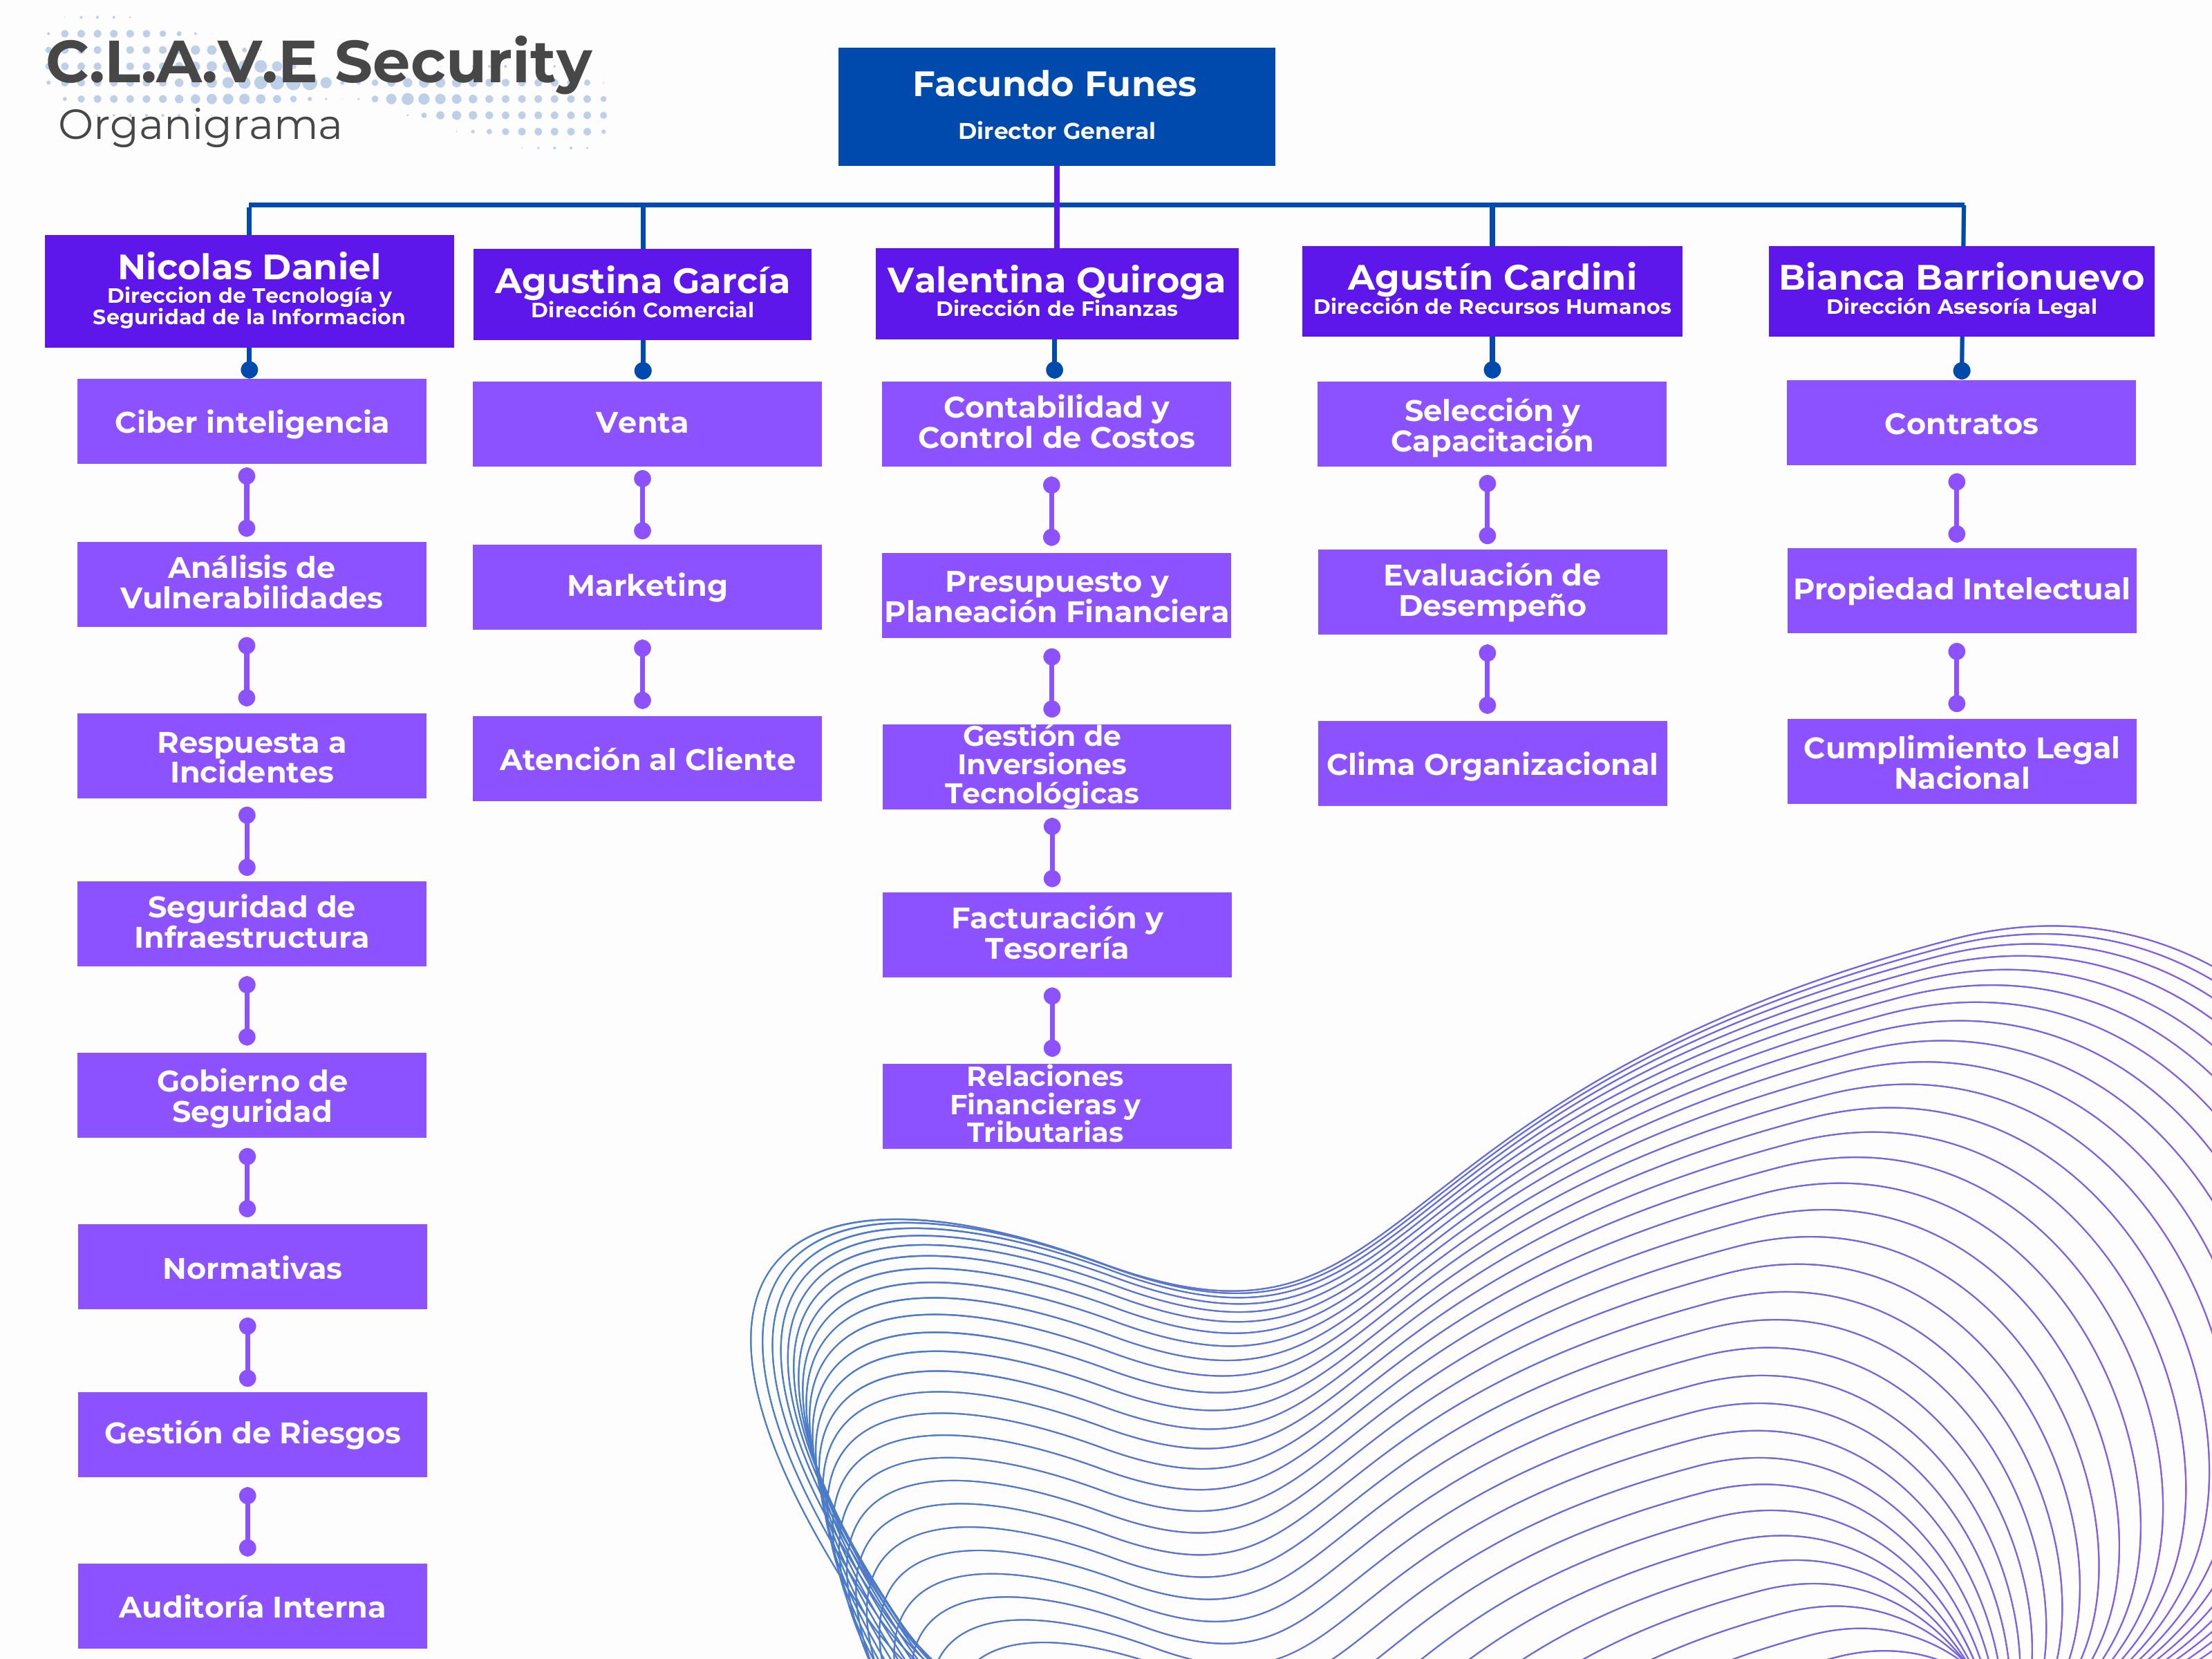 C.L.A.V.E Security
Organigrama
Facundo Funes
Director General
Nicolas Daniel
Direccion de Tecnología y
Seguridad de la Informacion
Ciber inteligencia
Análisis de
Vulnerabilidades
Respuesta a
Incidentes
Seguridad de
Infraestructura
Gobierno de
Seguridad
Normativas
Gestión de Riesgos
Auditoría Interna
Agustina García
Dirección Comercial
Venta
Marketing
Atención al Cliente
Valentina Quiroga
Dirección de Finanzas
Contabilidad y
Control de Costos
Presupuesto y
Planeación Financiera
Gestión de
Inversiones
Tecnológicas
Facturación y
Tesorería
Relaciones
Financieras y
Tributarias
Agustín Cardini
Dirección de Recursos Humanos
Selección y
Capacitación
Evaluación de
Desempeño
Clima Organizacional
Bianca Barrionuevo
Dirección Asesoría Legal
Contratos
Propiedad Intelectual
Cumplimiento Legal
Nacional